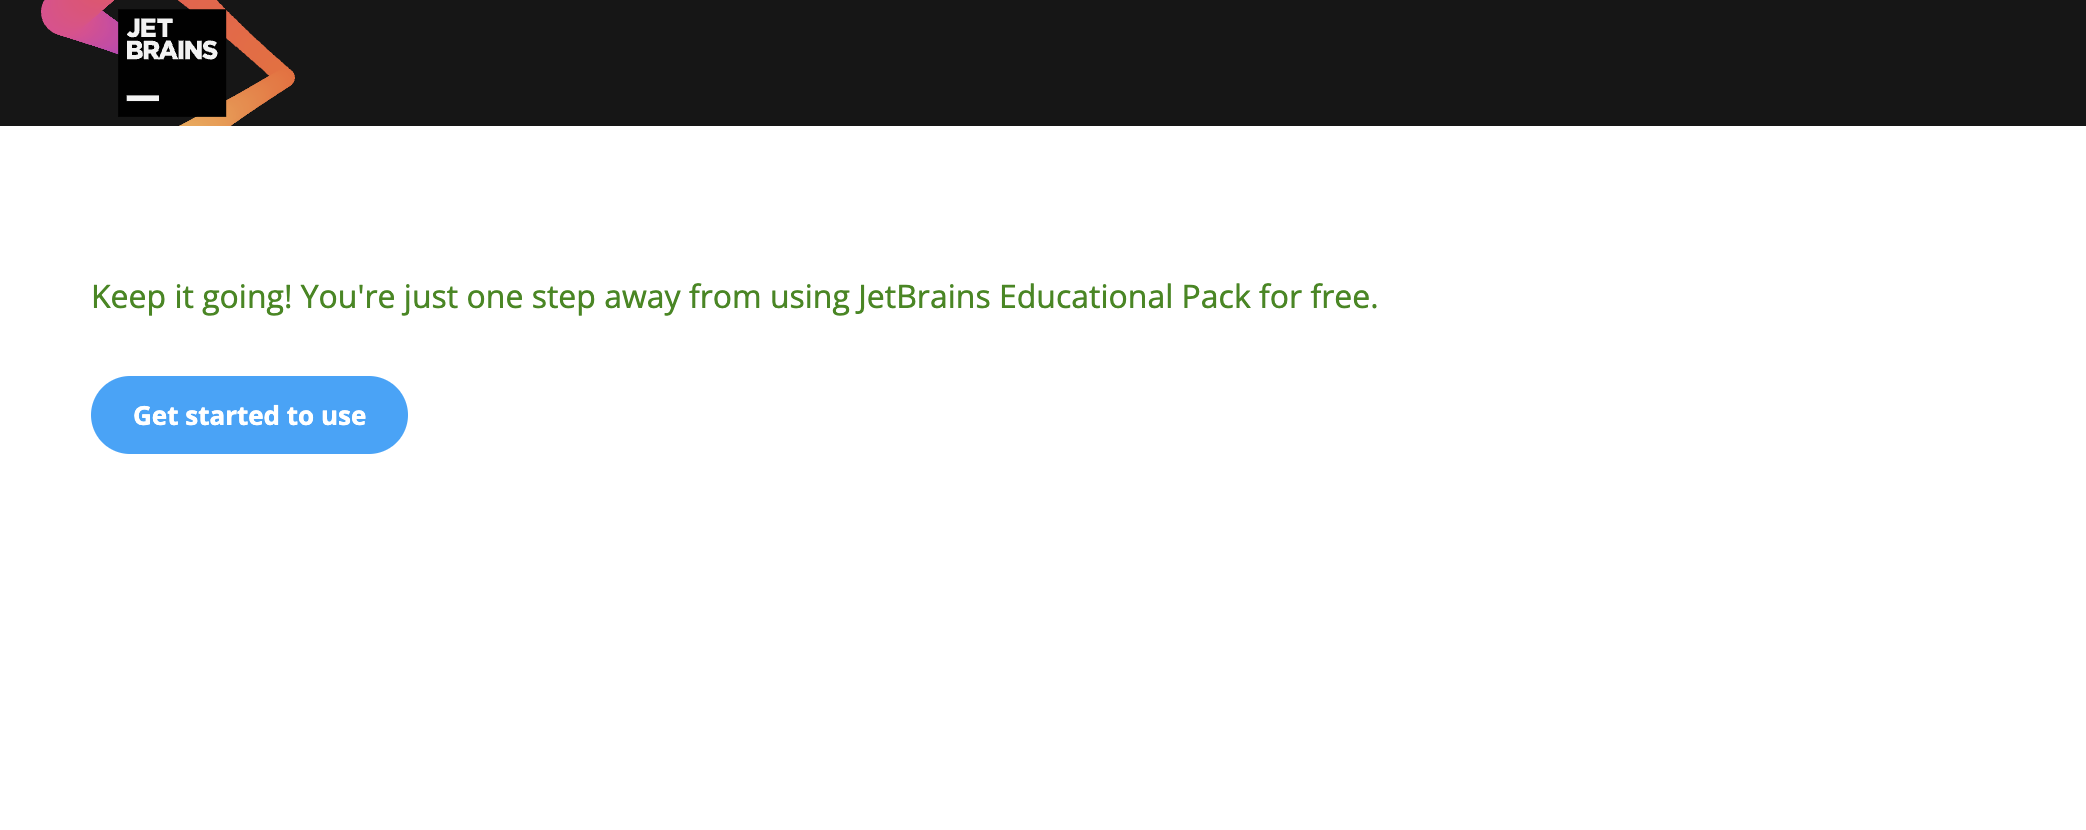 JET
BRAINS
Keep it going! You're just one step away from using JetBrains Educational Pack for free.
Get started to use